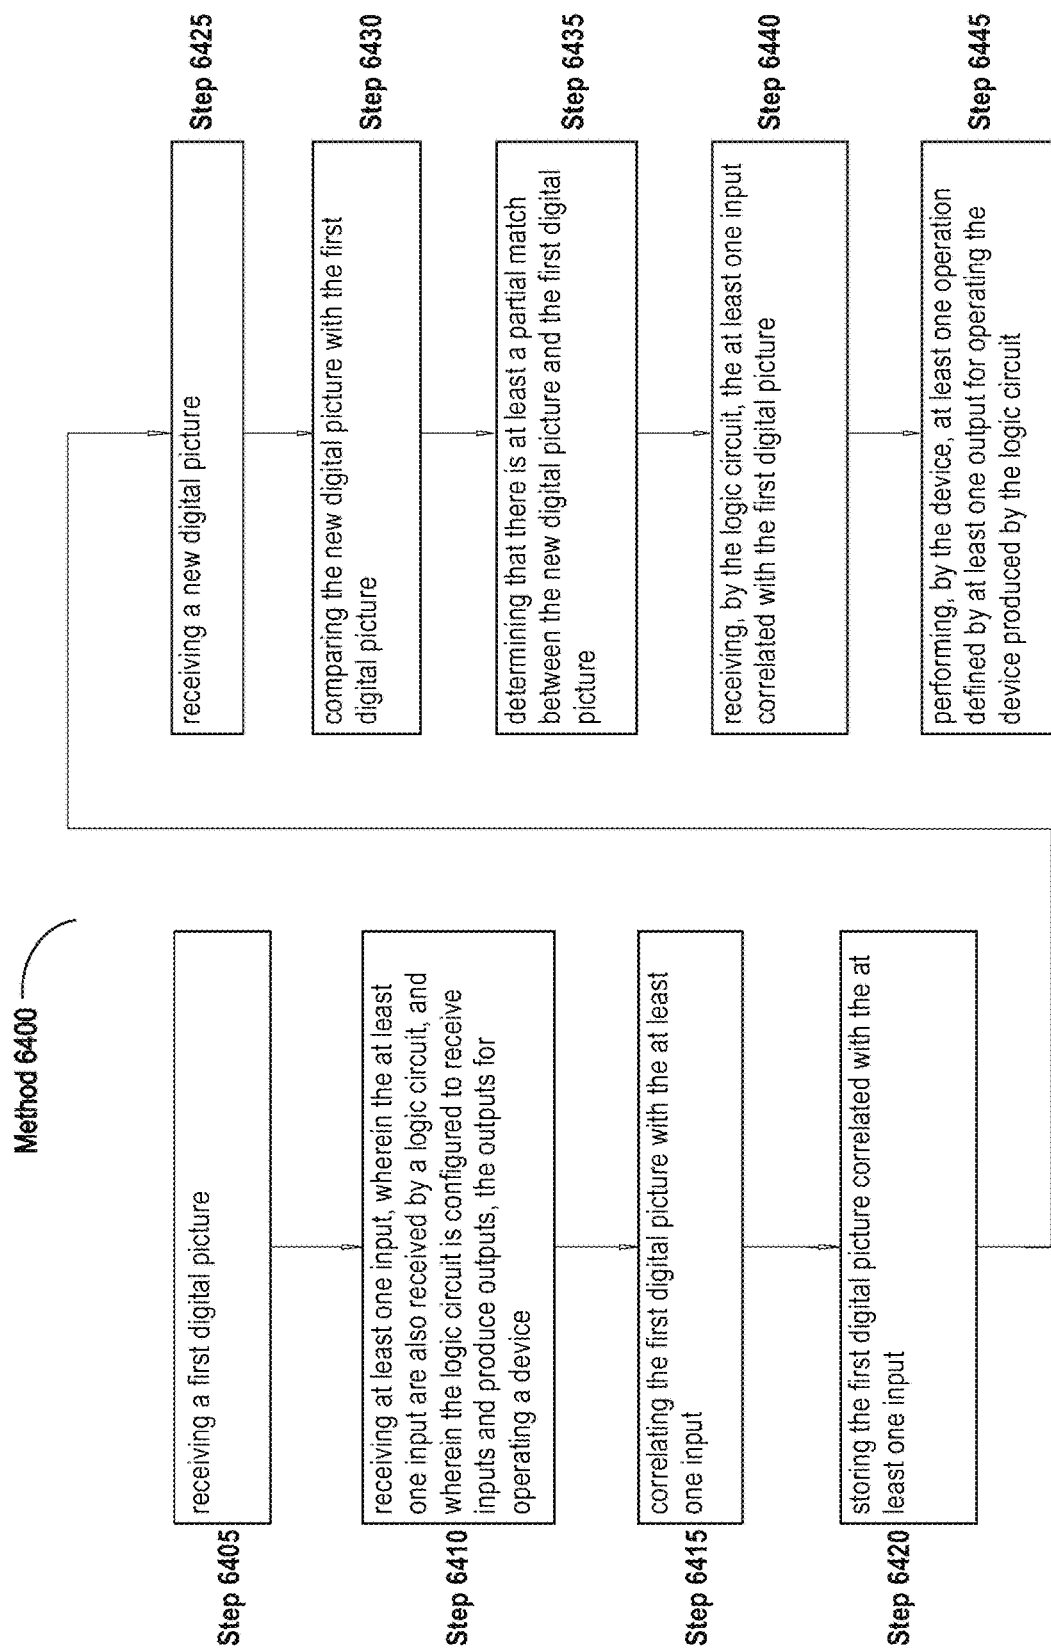 Method 6400
Step 6405
receiving a first digital picture
Step 6410
receiving at least one input, wherein the at least
one input are also received by a logic circuit, and
wherein the logic circuit is configured to receive
inputs and produce outputs, the outputs for
operating a device
Step 6415
correlating the first digital picture with the at least
one input
Step 6420
storing the first digital picture correlated with the at
least one input
receiving a new digital picture
Step 6425
comparing the new digital picture with the first
digital picture
Step 6430
determining that there is at least a partial match
between the new digital picture and the first digital
picture
Step 6435
receiving, by the logic circuit, the at least one input
correlated with the first digital picture
Step 6440
performing, by the device, at least one operation
defined by at least one output for operating the
device produced by the logic circuit
Step 6445